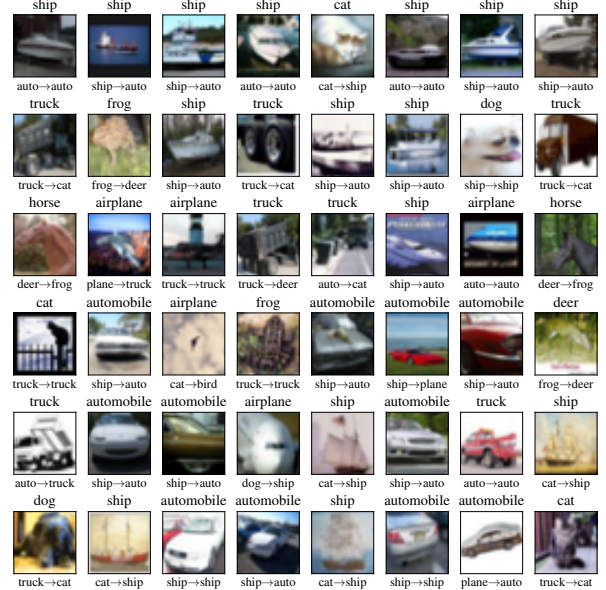 ship ship ship ship cat ship ship ship
auto→auto ship→ship ship→auto auto→auto cat→ship auto→auto ship→auto ship→auto
truck frog ship truck ship ship dog truck
truck→cat frog→deer ship→auto truck→cat ship→auto ship→auto ship→ship truck→cat
horse airplane airplane truck truck ship airplane horse
deer→frog plane→truck truck→truck truck→deer auto→cat ship→auto auto→auto deer→frog
cat automobile airplane frog automobile automobile automobile deer
truck→truck ship→auto cat→bird truck→truck ship→auto ship→plane ship→auto frog→deer
truck automobile automobile airplane ship automobile truck ship
auto→truck ship→auto ship→auto dog→ship cat→ship ship→auto auto→auto cat→ship
dog ship automobile automobile ship automobile automobile cat
truck→cat cat→ship ship→ship ship→auto cat→ship ship→ship plane→auto truck→cat